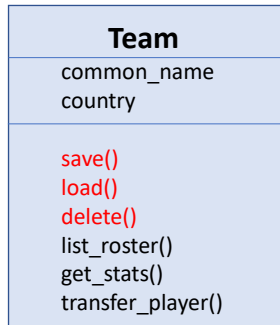 Team
common_name
country
save()
load()
delete()
list_roster()
get_stats()
transfer_player()